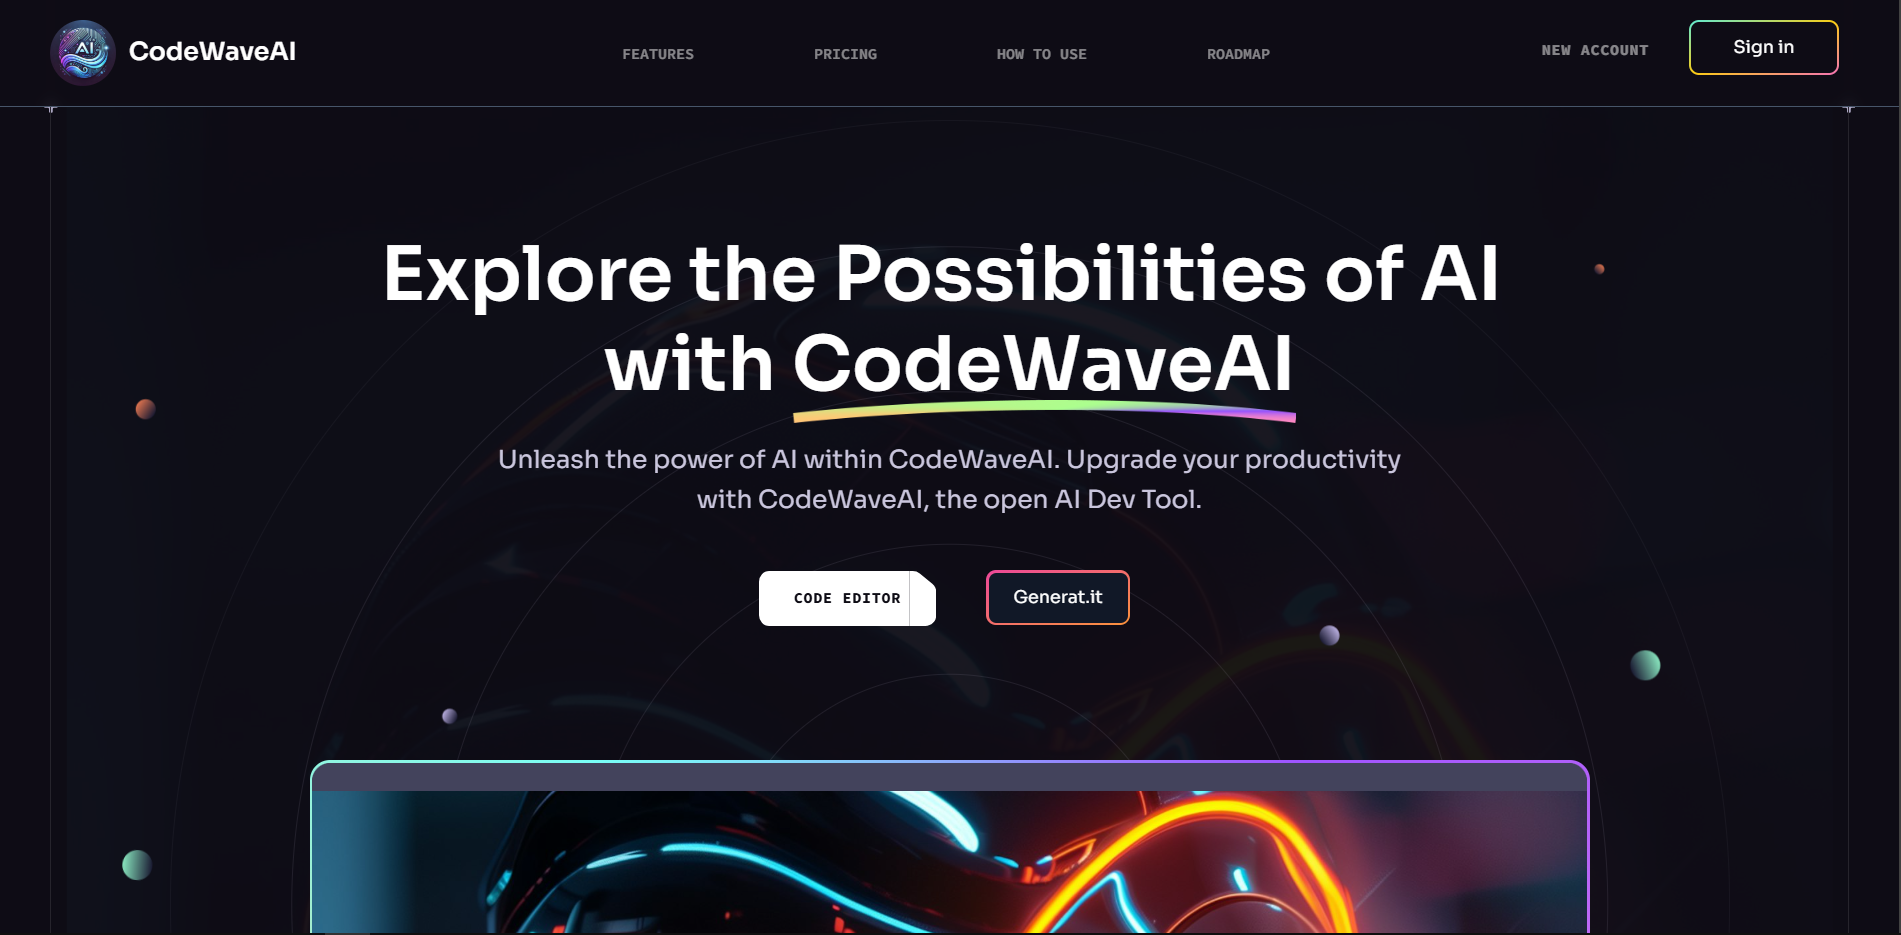 AI
CodeWaveAI
FEATURES
PRICING
HOW TO USE
ROADMAP
NEW ACCOUNT
Sign in
Explore the Possibilities of AI
with CodeWaveAI
Unleash the power of AI within CodeWaveAI. Upgrade your productivity
with CodeWaveAI, the open AI Dev Tool.
CODE EDITOR
Generat.it